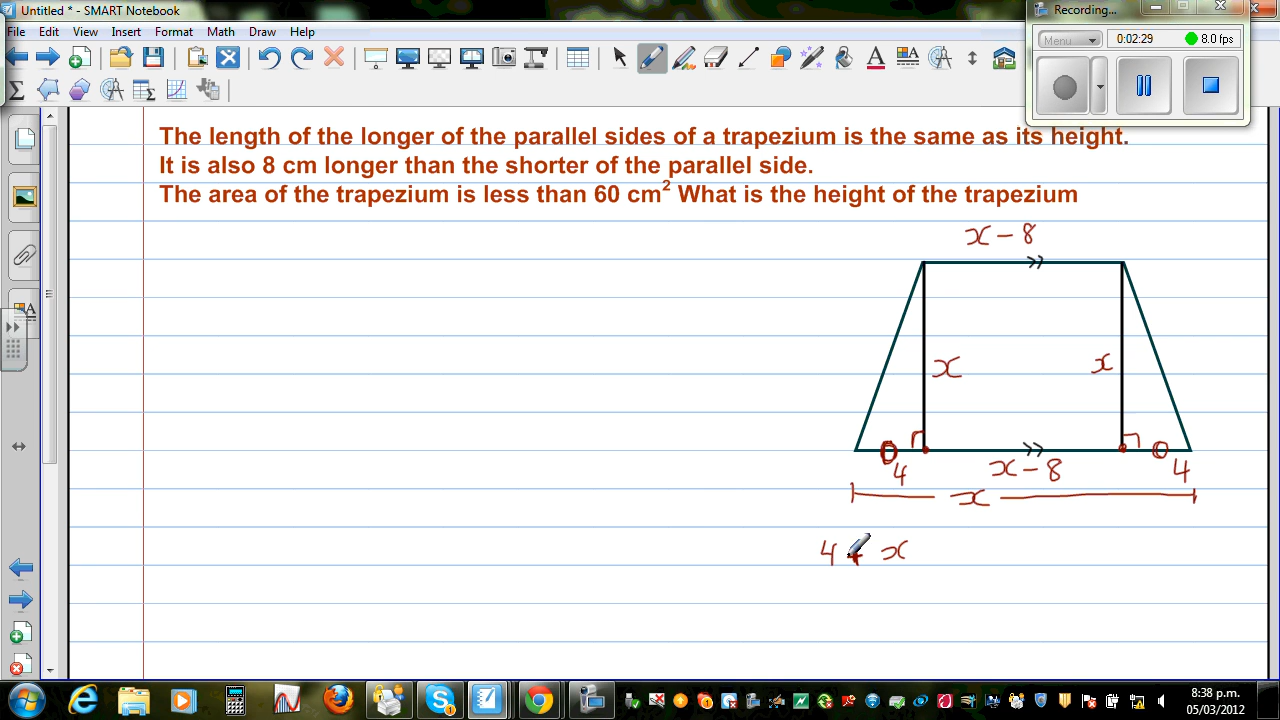 Untitled * - SMART Notebook
Recording...
File Edit View Insert Format Math Draw Help
Menu 0:02:29 8.0 fps
The length of the longer of the parallel sides of a trapezium is the same as its height.
It is also 8 cm longer than the shorter of the parallel side.
The area of the trapezium is less than 60 cm² What is the height of the trapezium
x - 8
x x
4 x - 8 4
x
4 + x
8:38 p.m.
05/03/2012